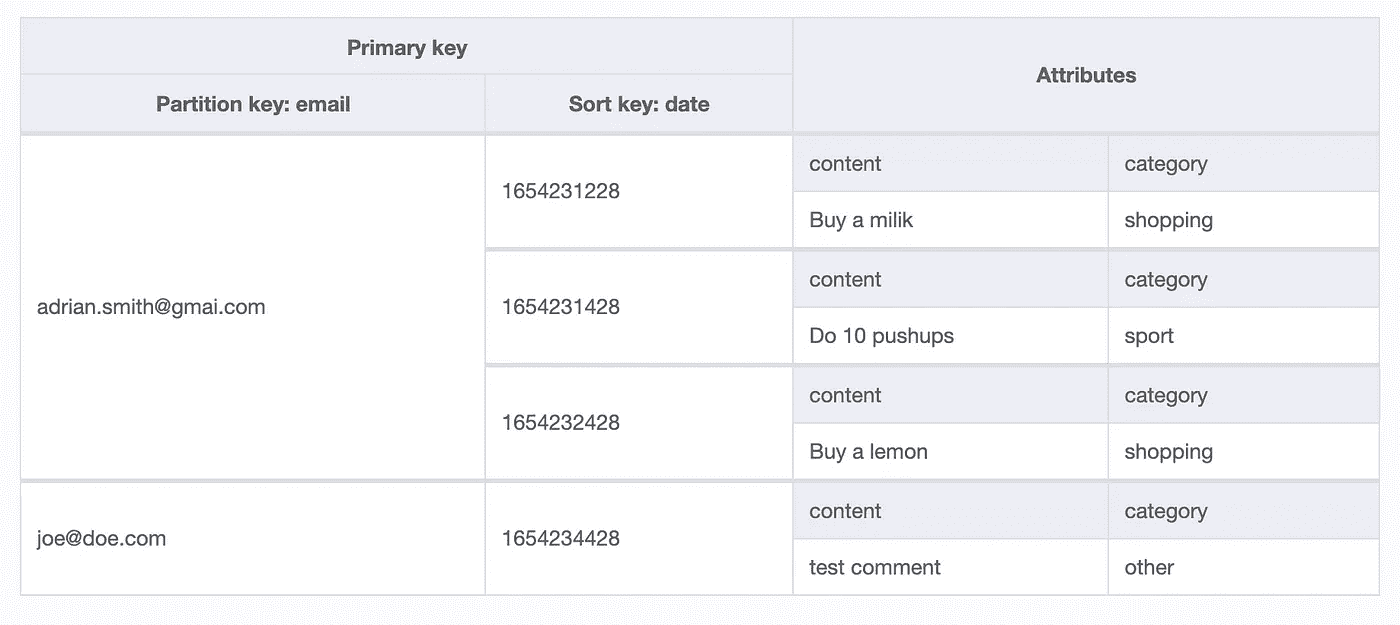 Primary key
Attributes
Partition key: email
Sort key: date
adrian.smith@gmai.com
1654231228
content
category
Buy a milik
shopping
1654231428
content
category
Do 10 pushups
sport
1654232428
content
category
Buy a lemon
shopping
joe@doe.com
1654234428
content
category
test comment
other